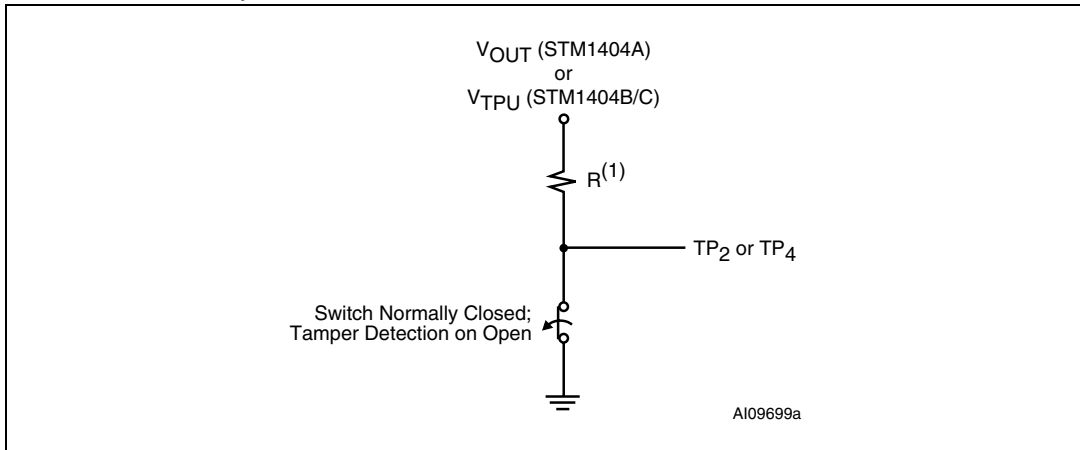 VOUT (STM1404A)
or
VTPU (STM1404B/C)
R(1)
TP2 or TP4
Switch Normally Closed;
Tamper Detection on Open
AI09699a